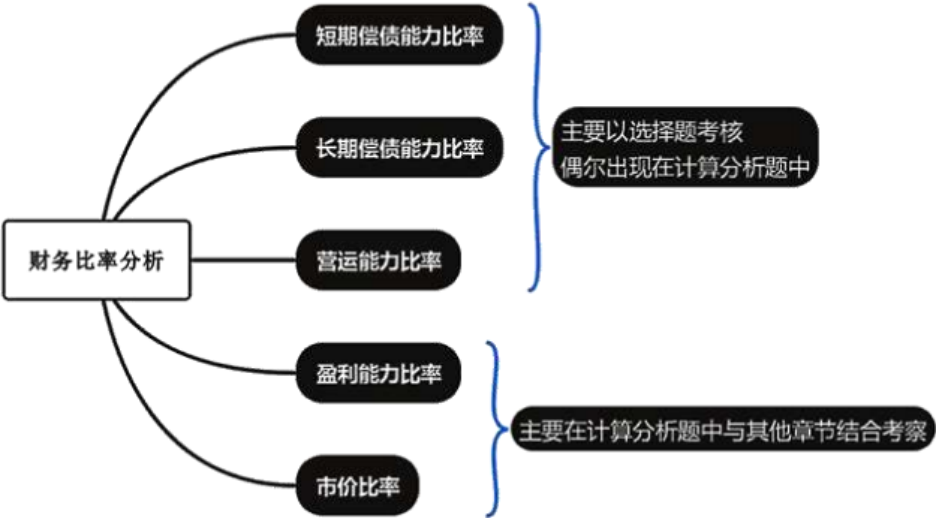 财务比率分析
短期偿债能力比率
长期偿债能力比率
营运能力比率
主要以选择题考核
偶尔出现在计算分析题中
盈利能力比率
市价比率
主要在计算分析题中与其他章节结合考察